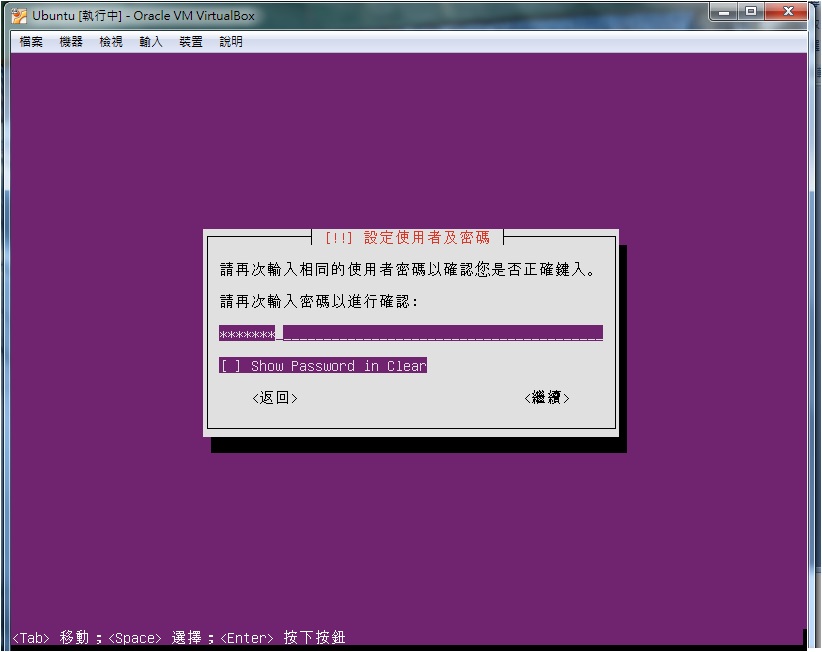 Ubuntu [執行中] - Oracle VM VirtualBox
檔案 機器 檢視 輸入 裝置 說明
[!!] 設定使用者及密碼
請再次輸入相同的使用者密碼以確認您是否正確鍵入。
請再次輸入密碼以進行確認:
*******
[ ] Show Password in Clear
<返回> <繼續>
<Tab> 移動；<Space> 選擇；<Enter> 按下按鈕